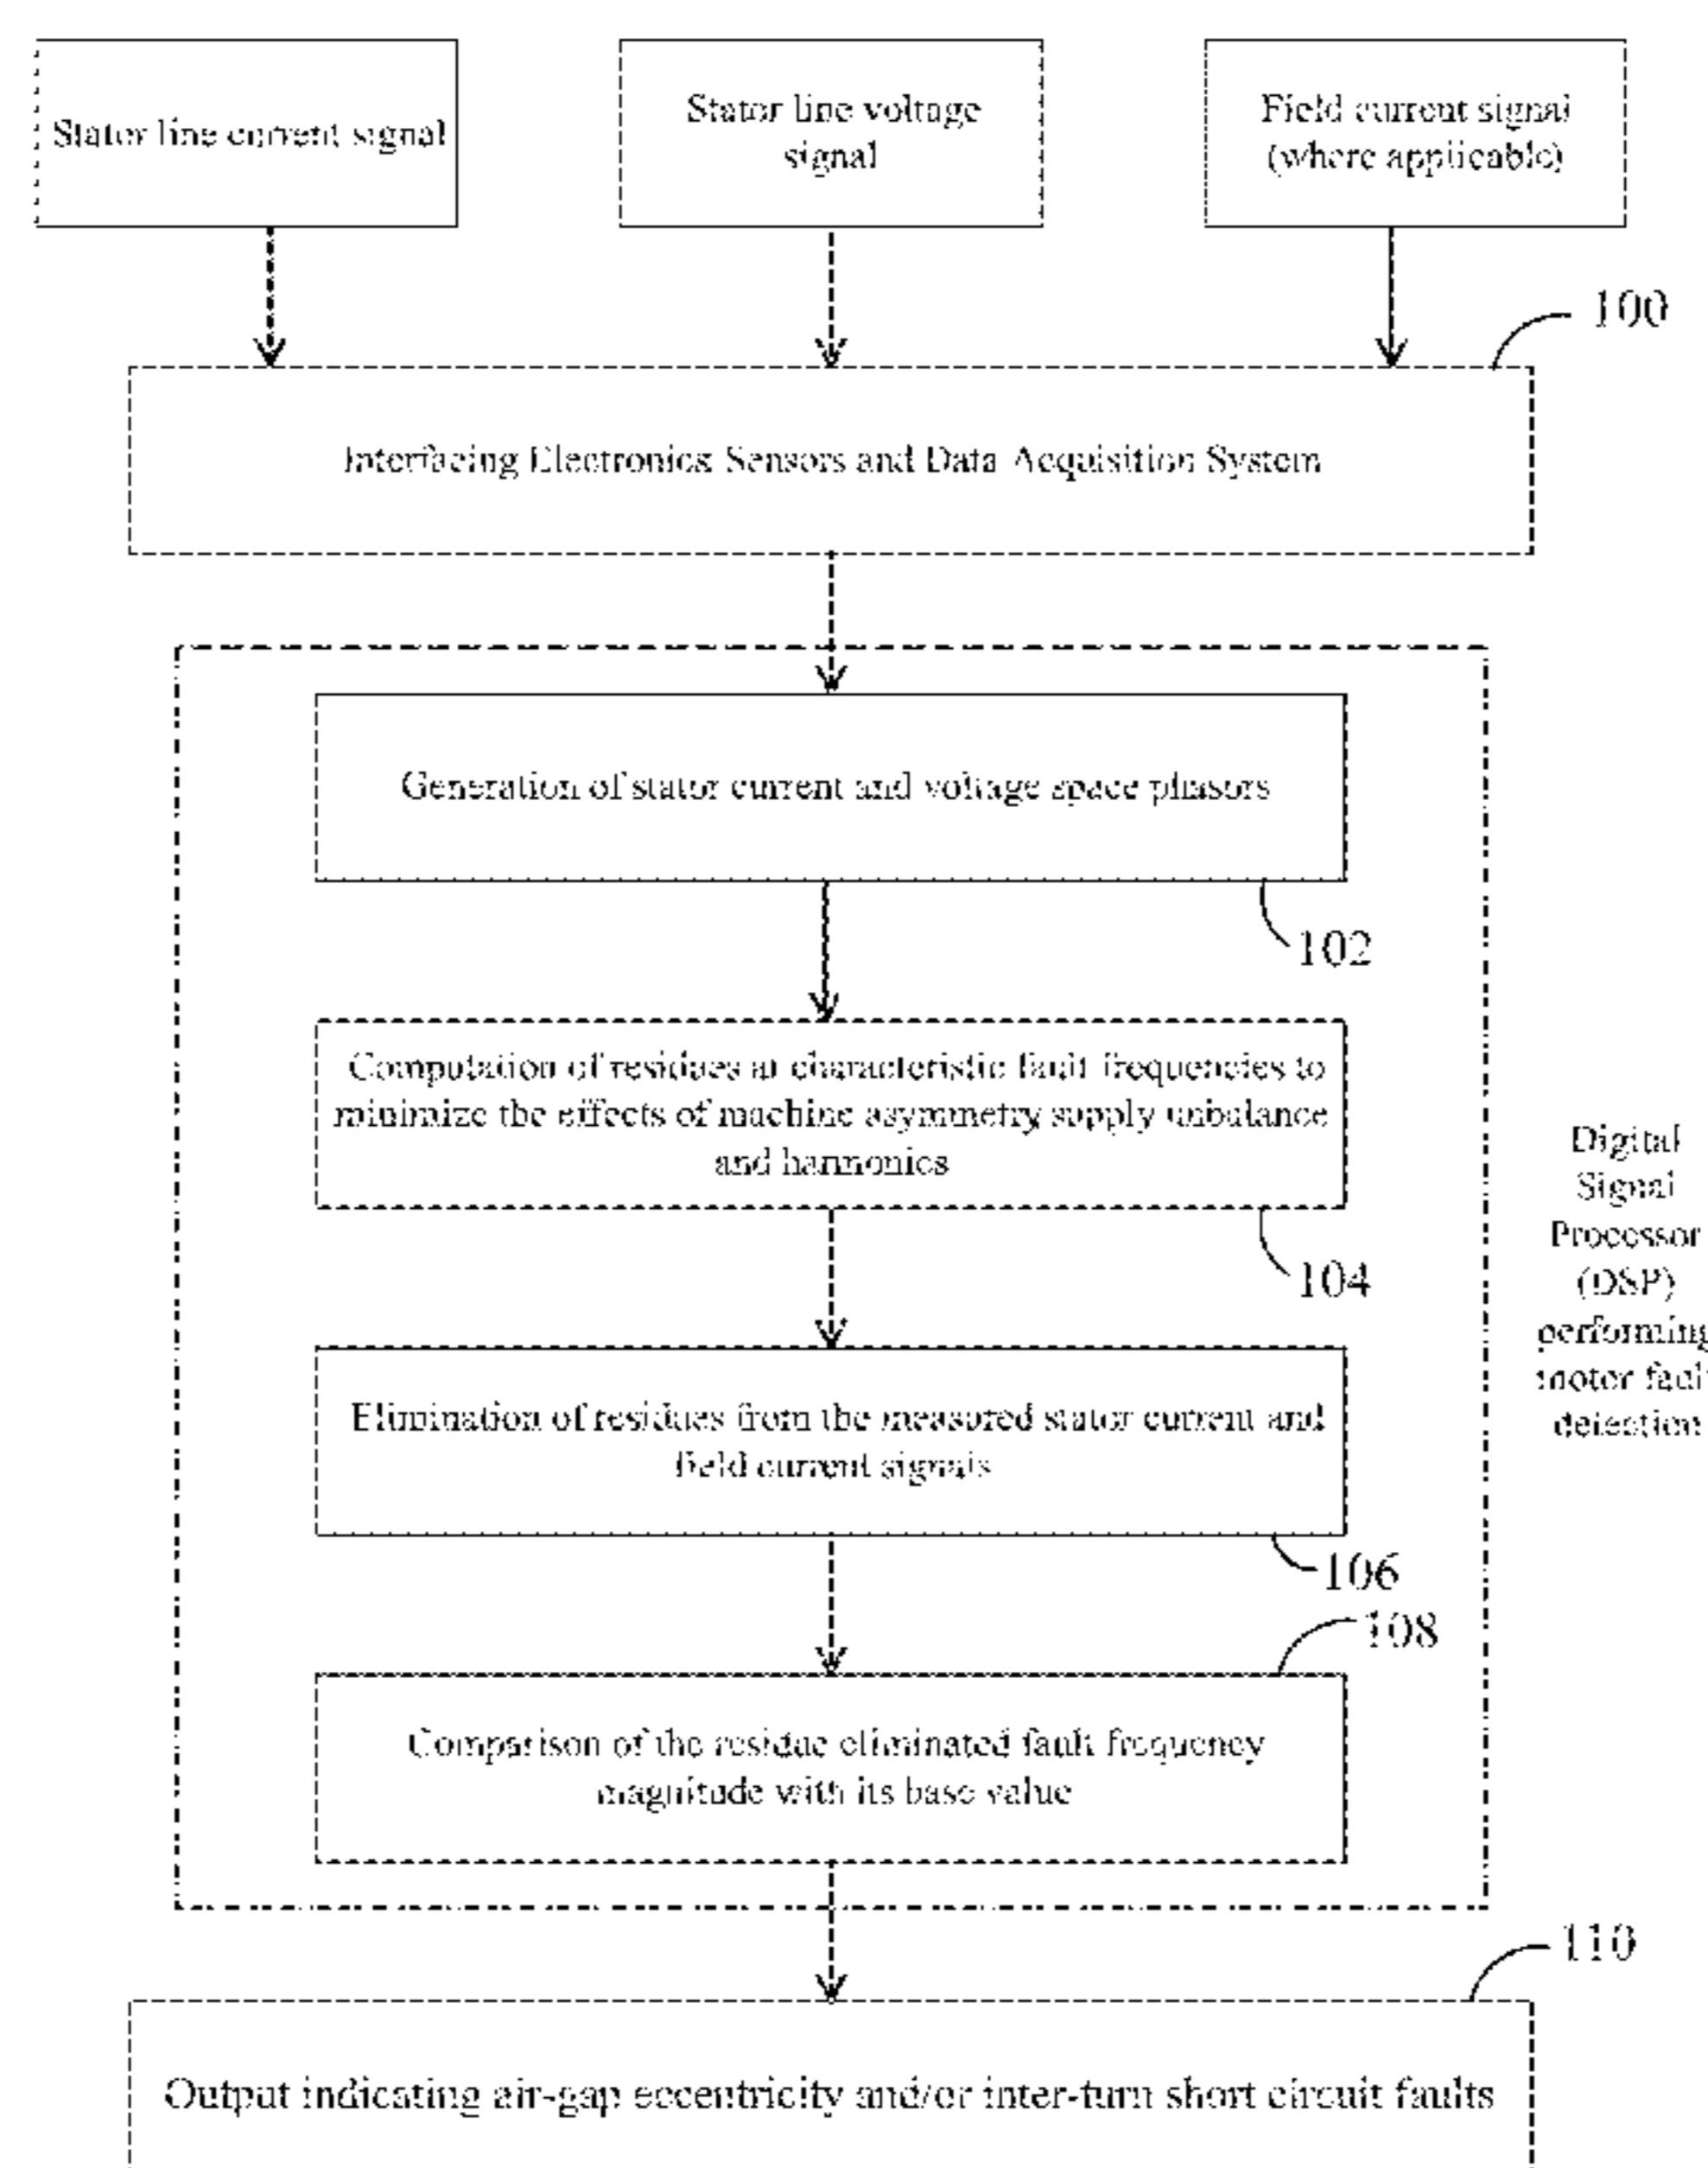 Stator line current signal
Stator line voltage
signal
Field current signal
(where applicable)
100
Interfacing Electronics Sensors and Data Acquisition System
Generation of stator current and voltage space phasors
102
Computation of residues at characteristic fault frequencies to
minimize the effects of machine asymmetry supply unbalance
and harmonics
104
Digital
Signal
Processor
(DSP)
performing
motor fault
detection
Elimination of residues from the measured stator current and
field current signals
106
108
Comparison of the residue eliminated fault frequency
magnitude with its base value
110
Output indicating air-gap eccentricity and/or inter-turn short circuit faults